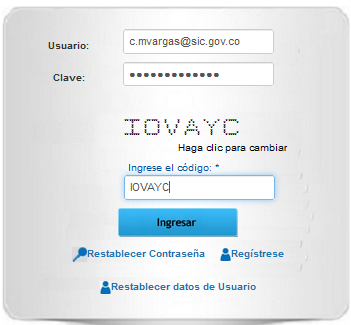 Usuario: c.mvargas@sic.gov.co
Clave: •••••••••••••
IOVAYC
Haga clic para cambiar
Ingrese el código: *
IOVAYC
Ingresar
Restablecer Contraseña Regístrese
Restablecer datos de Usuario